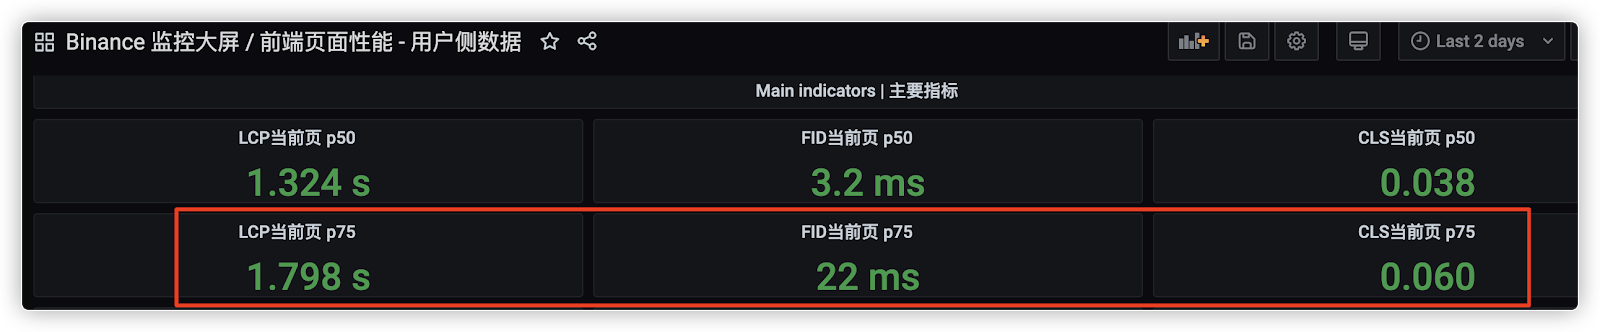 Binance 监控大屏 / 前端页面性能 - 用户侧数据
Last 2 days
Main indicators | 主要指标
LCP当前页 p50
FID当前页 p50
CLS当前页 p50
1.324 s
3.2 ms
0.038
LCP当前页 p75
FID当前页 p75
CLS当前页 p75
1.798 s
22 ms
0.060